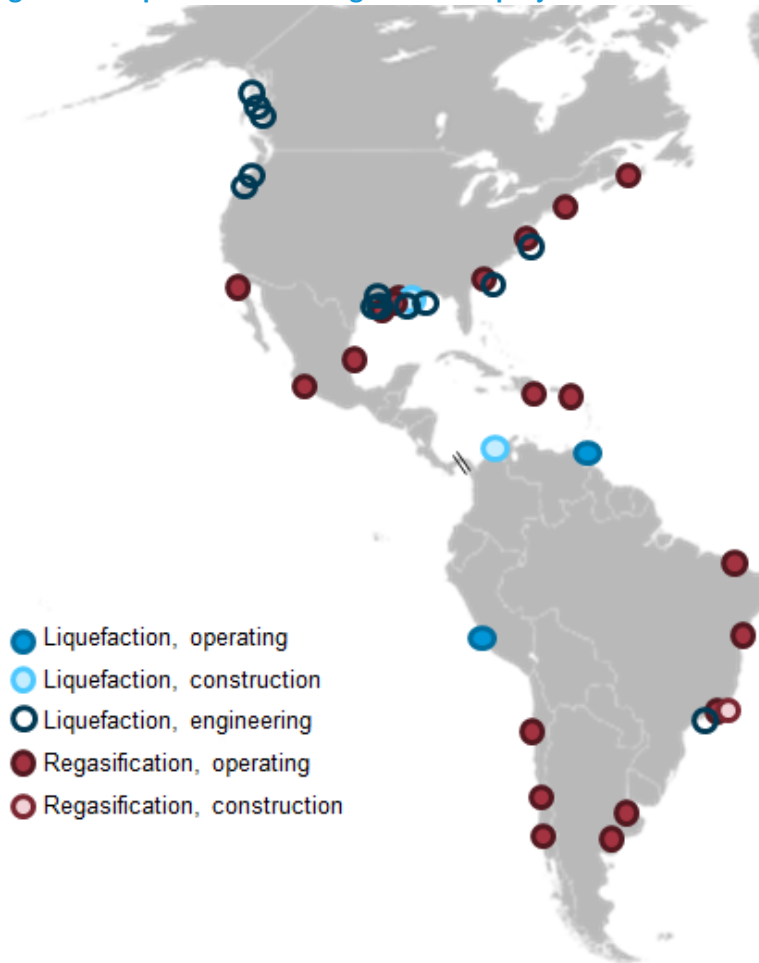 Liquefaction, operating
Liquefaction, construction
Liquefaction, engineering
Regasification, operating
Regasification, construction